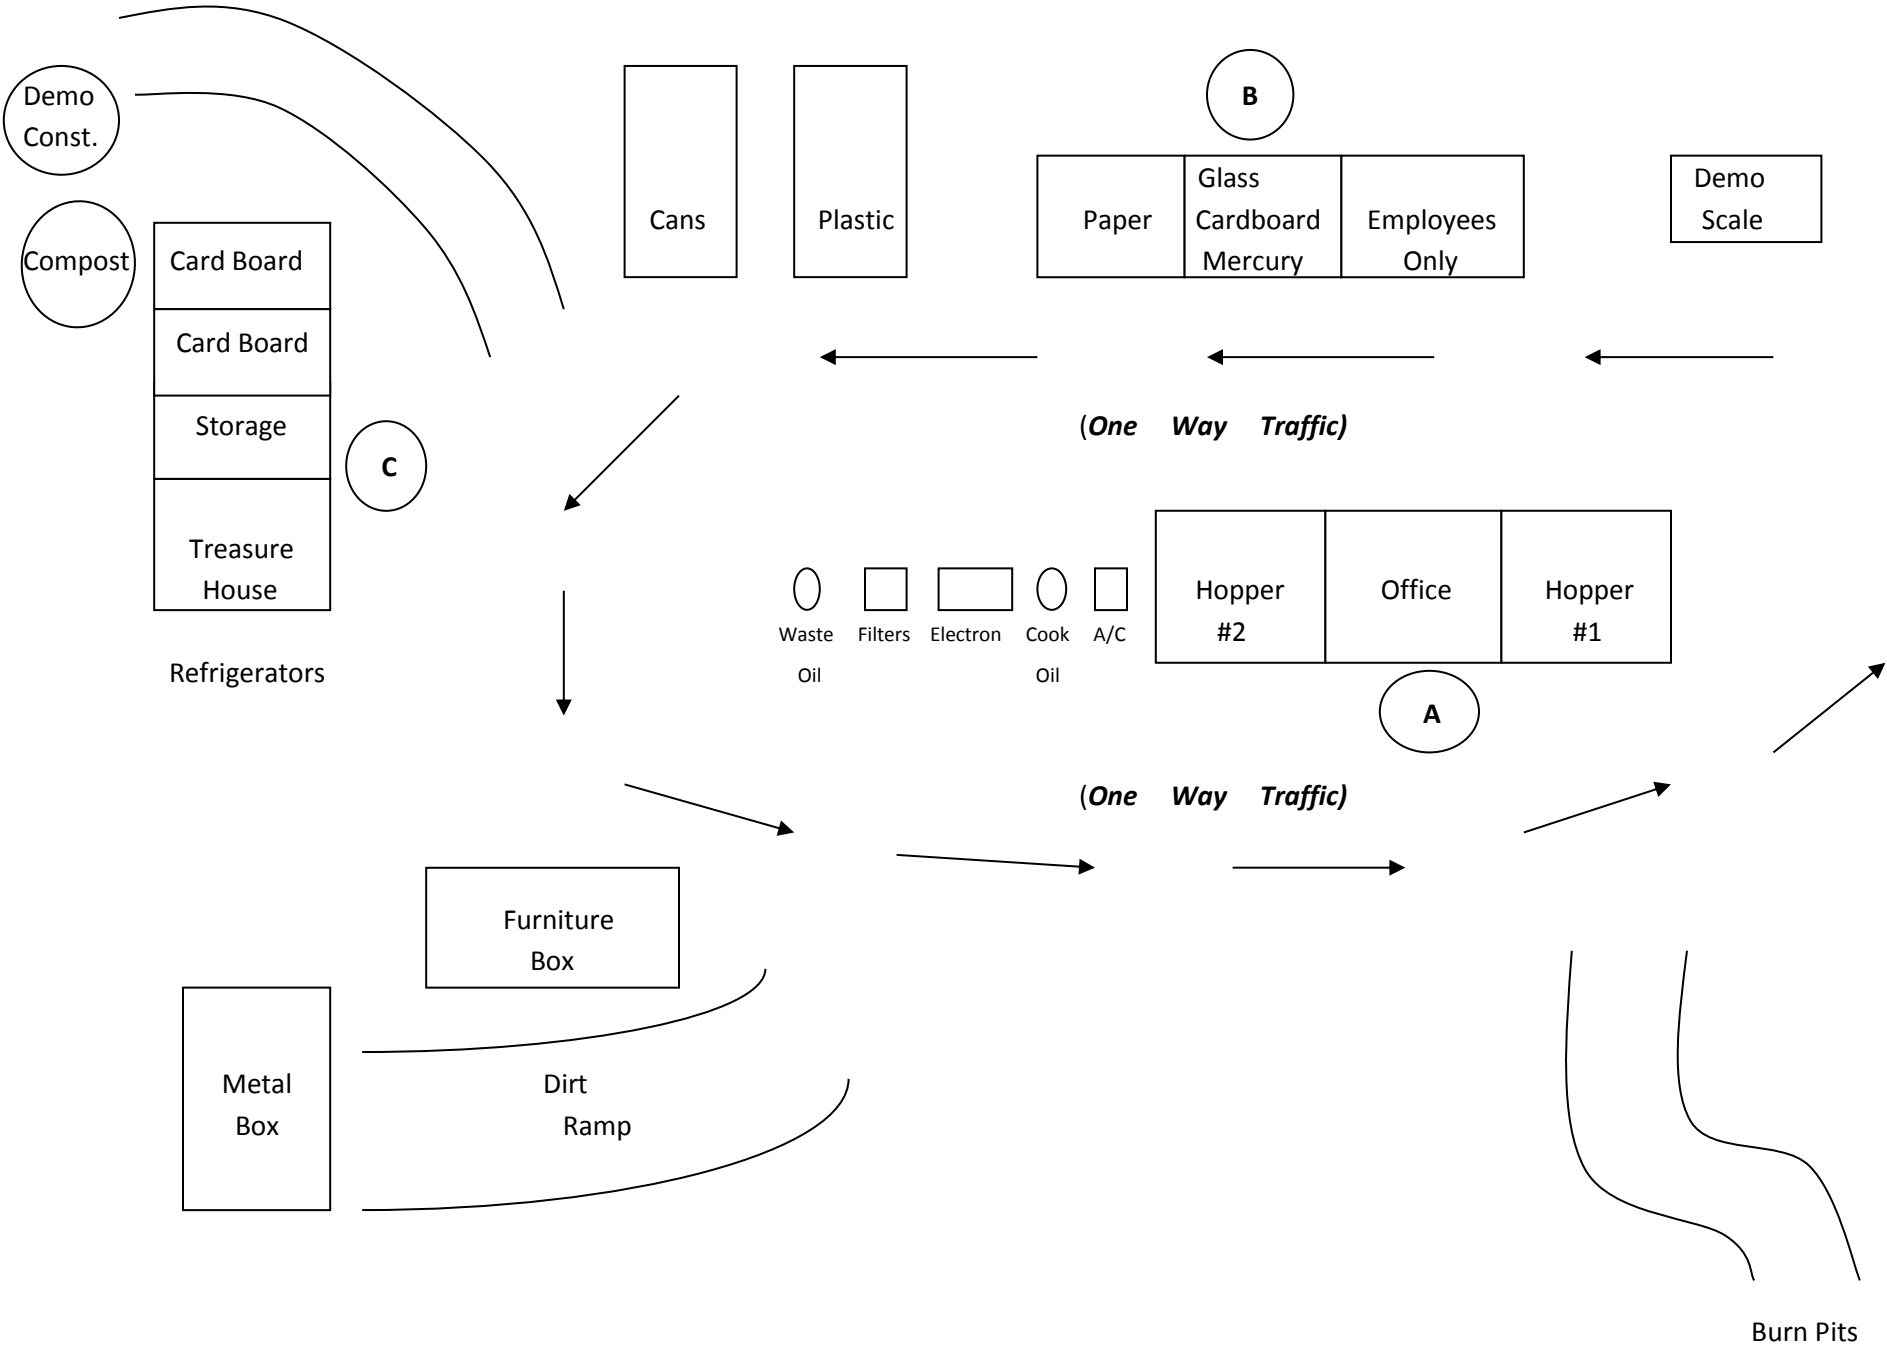 Demo
Const.
Compost
Card Board
Card Board
Storage
Treasure
House
Refrigerators
C
Cans
Plastic
B
Paper
Glass
Cardboard
Mercury
Employees
Only
Demo
Scale
(One Way Traffic)
Waste
Oil
Filters
Electron
Cook
Oil
A/C
Hopper
#2
Office
Hopper
#1
A
(One Way Traffic)
Furniture
Box
Metal
Box
Dirt
Ramp
Burn Pits